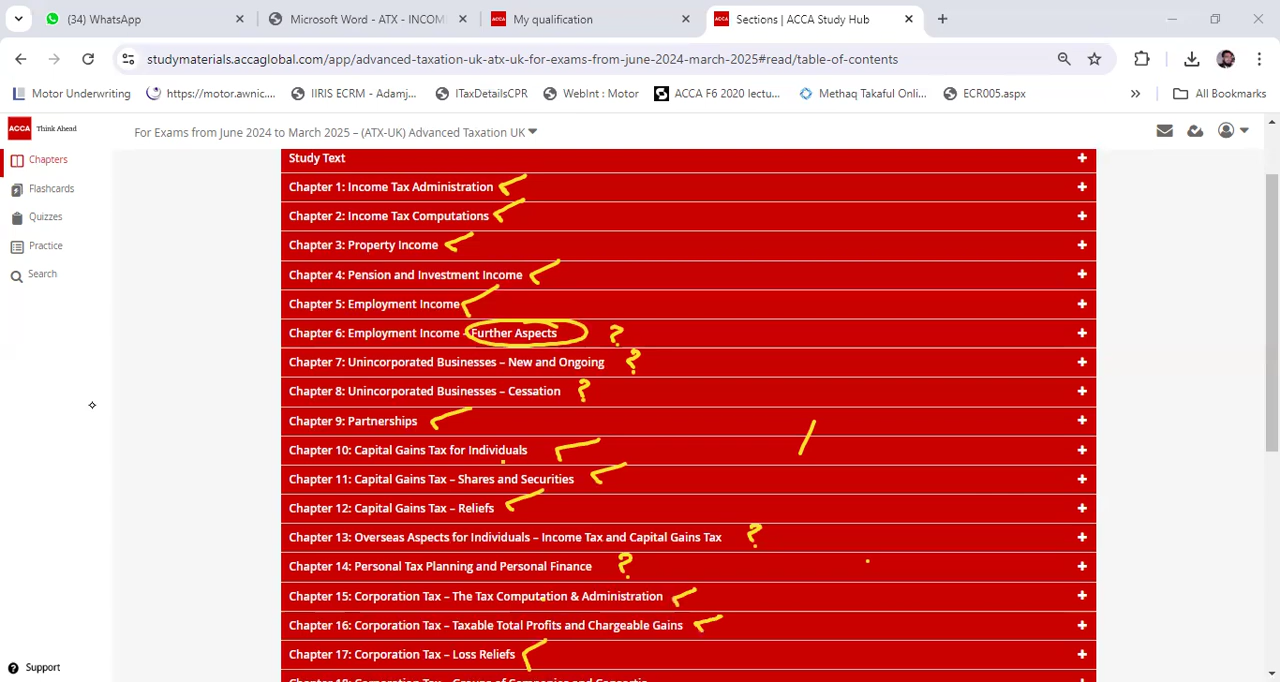 (34) WhatsApp
Microsoft Word - ATX - INCOM
My qualification
Sections | ACCA Study Hub
studymaterials.accaglobal.com/app/advanced-taxation-uk-atx-uk-for-exams-from-june-2024-march-2025#read/table-of-contents
Motor Underwriting
https://motor.awnic....
IIRIS ECRM - Adamj...
ITaxDetailsCPR
WebInt : Motor
ACCA F6 2020 lectu...
Methaq Takaful Onli...
ECR005.aspx
All Bookmarks
ACCA Think Ahead
For Exams from June 2024 to March 2025 – (ATX-UK) Advanced Taxation UK
Chapters
Flashcards
Quizzes
Practice
Search
Support
Study Text
Chapter 1: Income Tax Administration
Chapter 2: Income Tax Computations
Chapter 3: Property Income
Chapter 4: Pension and Investment Income
Chapter 5: Employment Income
Chapter 6: Employment Income - Further Aspects ?
Chapter 7: Unincorporated Businesses – New and Ongoing ?
Chapter 8: Unincorporated Businesses – Cessation ?
Chapter 9: Partnerships
Chapter 10: Capital Gains Tax for Individuals
Chapter 11: Capital Gains Tax – Shares and Securities
Chapter 12: Capital Gains Tax – Reliefs
Chapter 13: Overseas Aspects for Individuals – Income Tax and Capital Gains Tax ?
Chapter 14: Personal Tax Planning and Personal Finance ?
Chapter 15: Corporation Tax – The Tax Computation & Administration
Chapter 16: Corporation Tax – Taxable Total Profits and Chargeable Gains
Chapter 17: Corporation Tax – Loss Reliefs
Chapter 18: Corporation Tax – Groups of Companies and Consortia